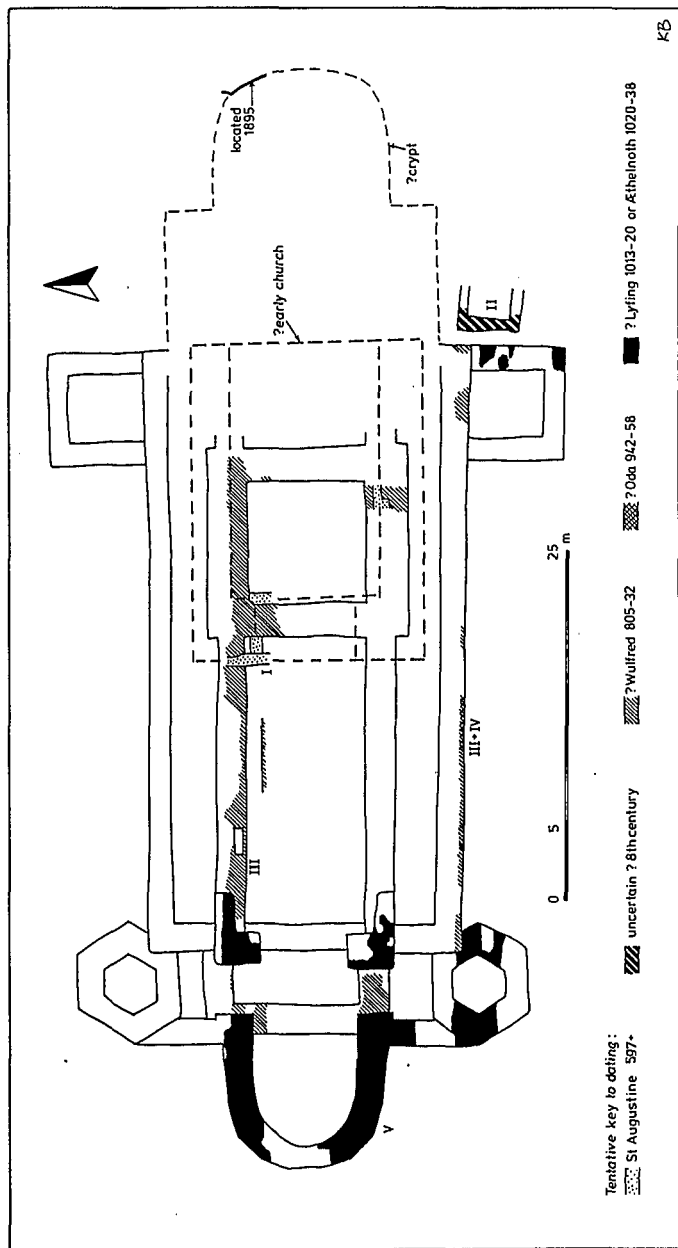 located
1895
?crypt
?early church
II
I
III
III+IV
V
0 5 25
m
Tentative key to dating:
St Augustine 597+
uncertain ? 8th century
?Wulfred 805-32
? Oda 942-58
? Lyfing 1013-20 or Æthelnoth 1020-38
KB